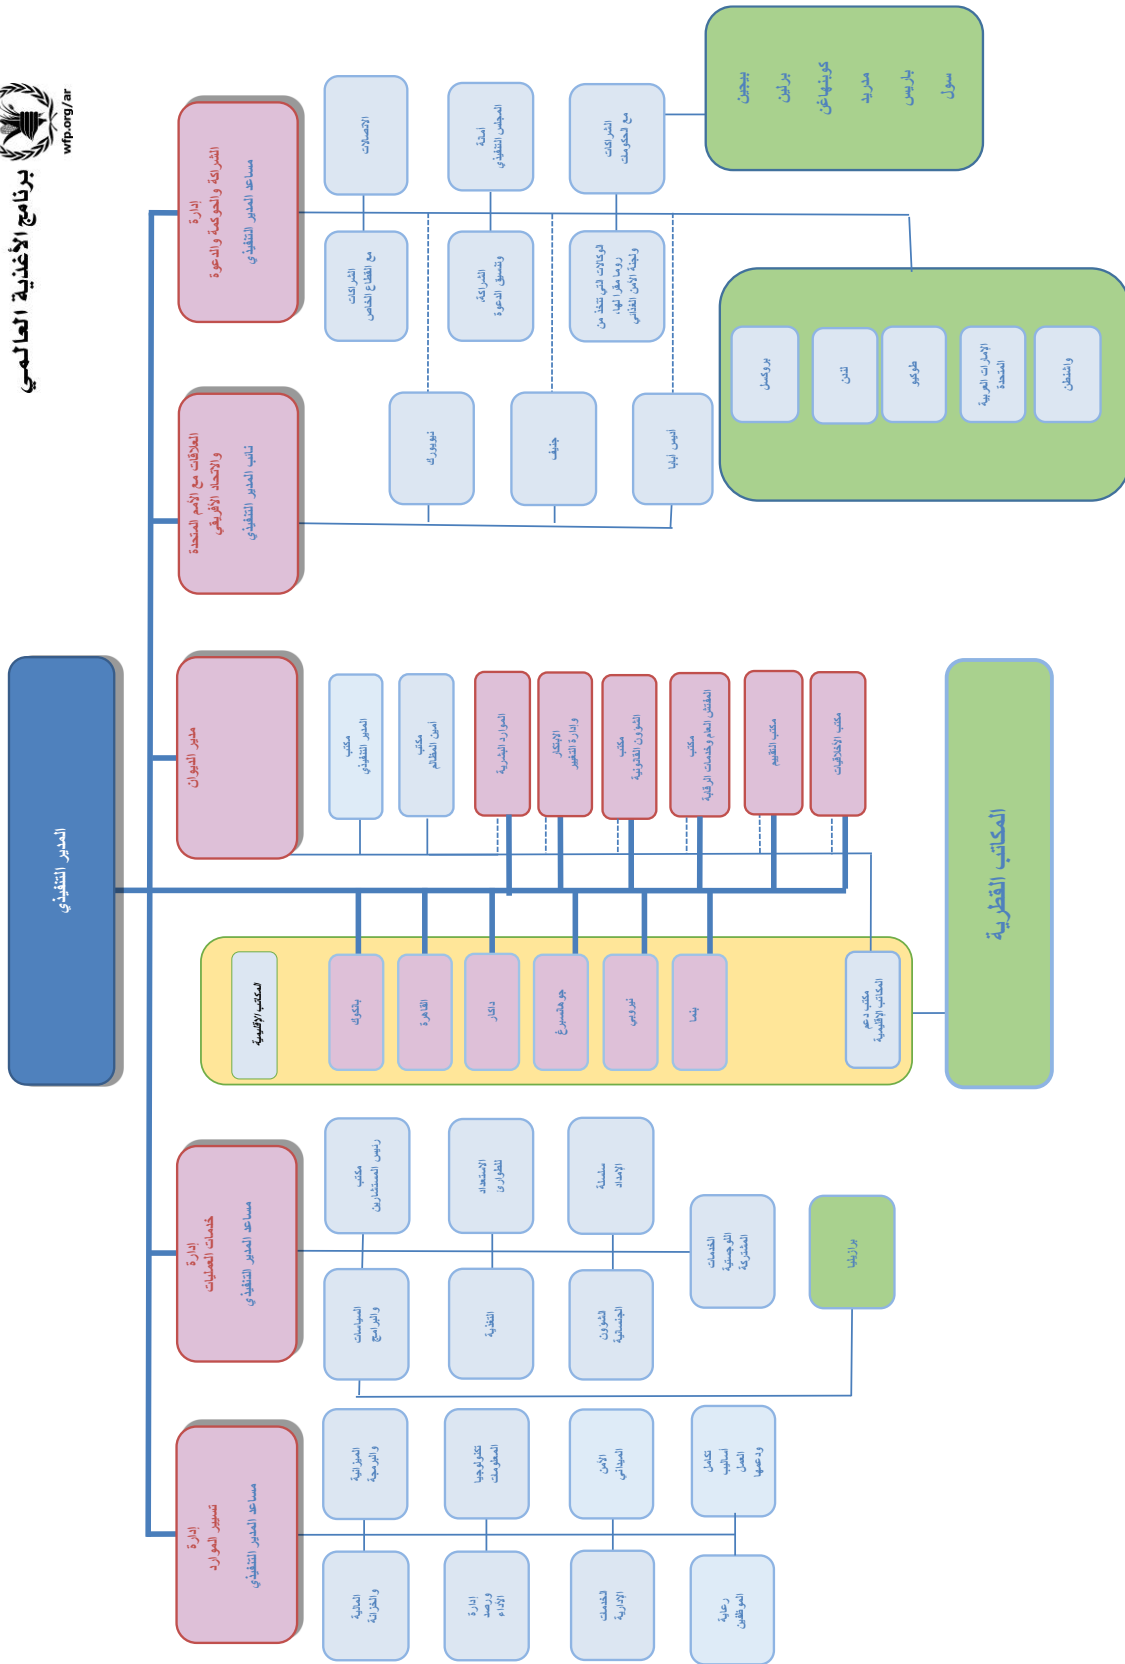 wfp.org/ar
برنامج الأغذية العالمي
المدير التنفيذي
إدارة
الشراكة والحوكمة والدعوة
مساعد المدير التنفيذي
العلاقات مع الأمم المتحدة
والاتحاد الأفريقي
نائب المدير التنفيذي
مدير الديوان
إدارة
خدمات العمليات
مساعد المدير التنفيذي
إدارة
تسيير الموارد
مساعد المدير التنفيذي
الاتصالات
أمانة
المجلس التنفيذي
الشراكات
مع الحكومات
الشراكات
مع القطاع الخاص
الشراكة،
وتنسيق الدعوة
الوكالات التي تتخذ من
روما مقرا لها،
ولجنة الأمن الغذائي
بيجين
برلين
كوبنهاغن
مدريد
باريس
سول
بروكسل
لندن
طوكيو
الإمارات العربية
المتحدة
واشنطن
نيويورك
جنيف
أديس أبابا
مكتب
المدير التنفيذي
مكتب
أمين المظالم
الموارد البشرية
الابتكار
وإدارة التغيير
مكتب
الشؤون القانونية
مكتب
المفتش العام وخدمات الرقابة
مكتب التقييم
مكتب الأخلاقيات
المكاتب الإقليمية
بانكوك
القاهرة
داكار
جوهانسبرغ
نيروبي
بنما
مكتب دعم
المكاتب الإقليمية
المكاتب القطرية
مكتب
رئيس المستشارين
الاستعداد
للطوارئ
سلسلة
الإمداد
السياسات
والبرامج
التغذية
الشؤون
الجنسانية
الخدمات
اللوجستية
المشتركة
برازيليا
الميزانية
والبرمجة
تكنولوجيا
المعلومات
الأمن
الميداني
تكامل
أساليب
العمل
ودعمها
المالية
والخزانة
إدارة
ورصد
الأداء
الخدمات
الإدارية
رعاية
الموظفين